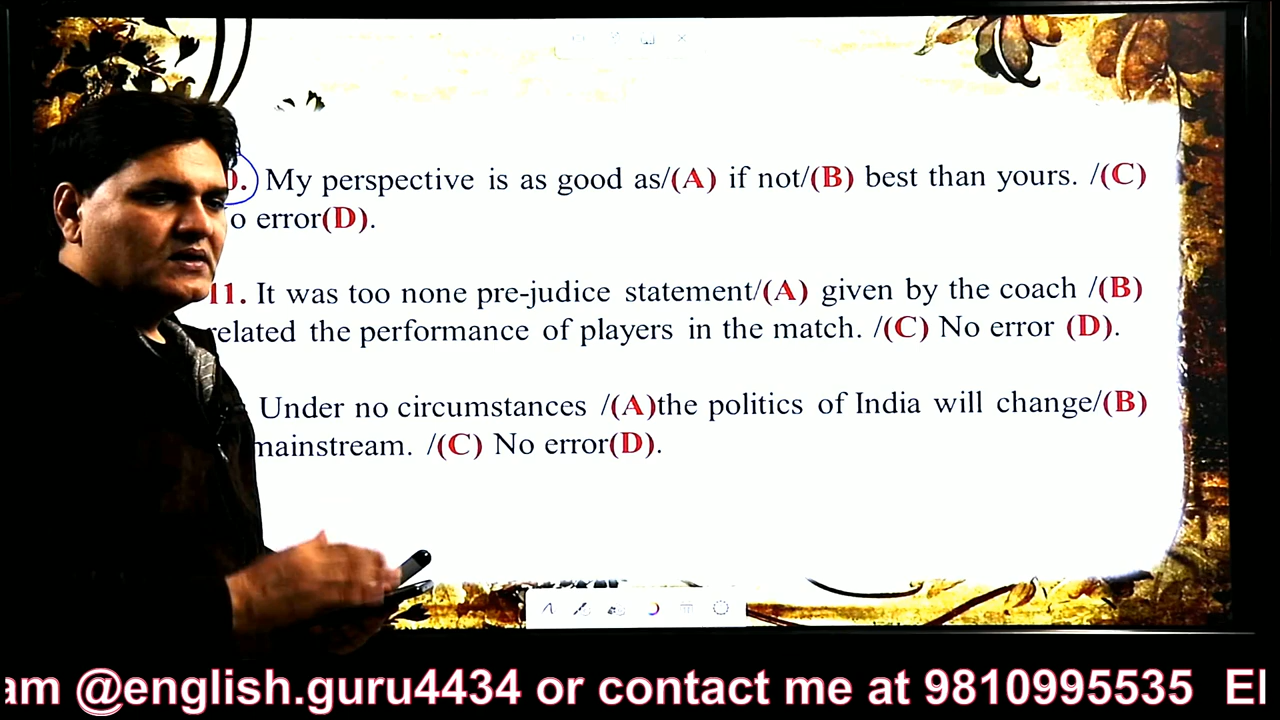 0. My perspective is as good as/(A) if not/(B) best than yours. /(C)
o error(D).
11. It was too none pre-judice statement/(A) given by the coach /(B)
related the performance of players in the match. /(C) No error (D).
Under no circumstances /(A)the politics of India will change/(B)
mainstream. /(C) No error(D).
am @english.guru4434 or contact me at 9810995535 El